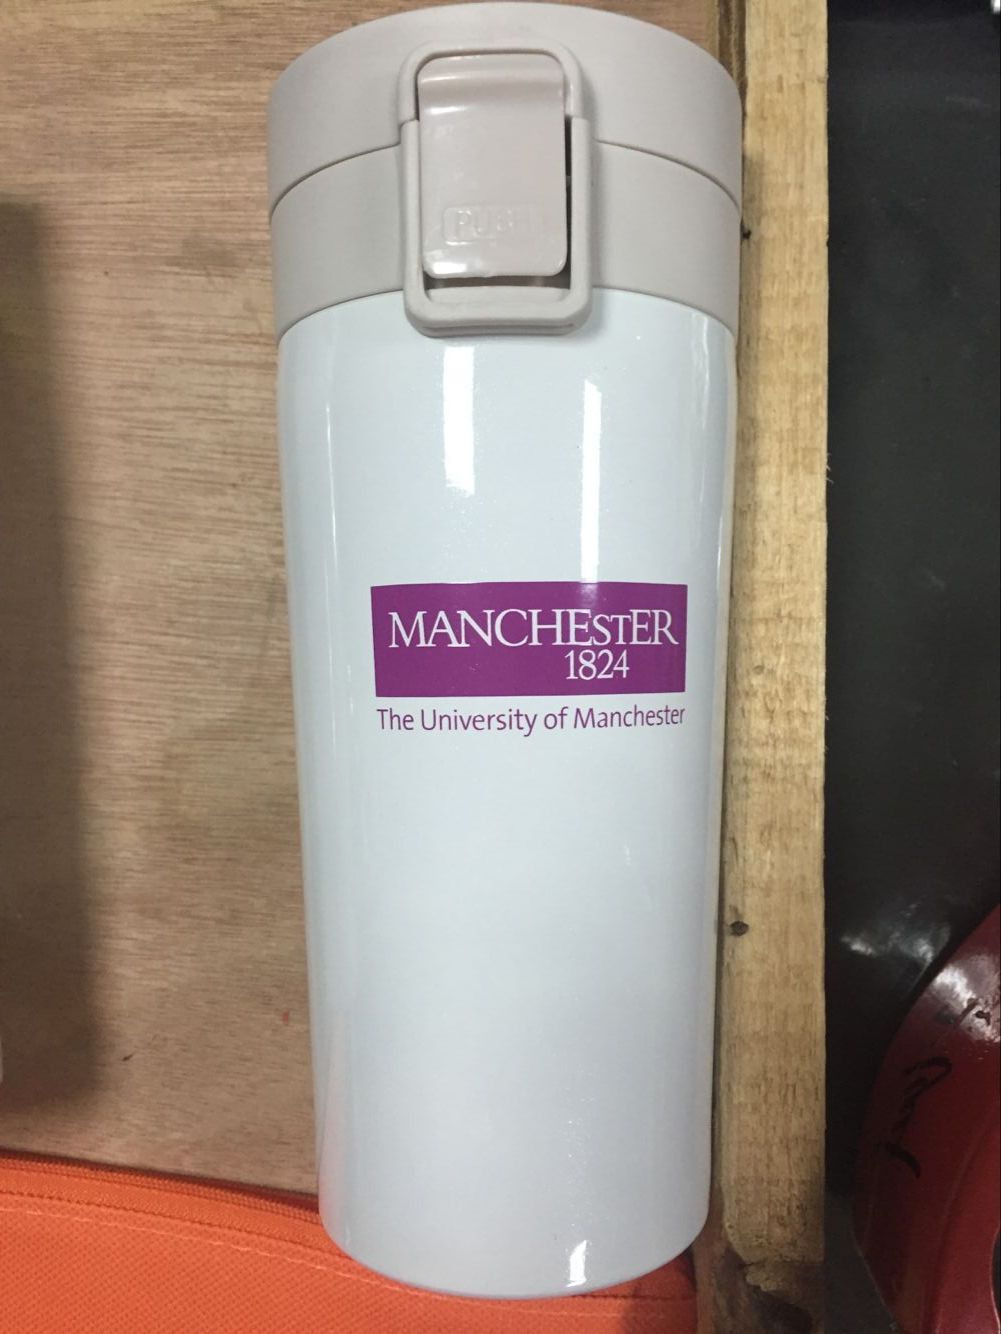 PUSH
MANCHEsTER
1824
The University of Manchester